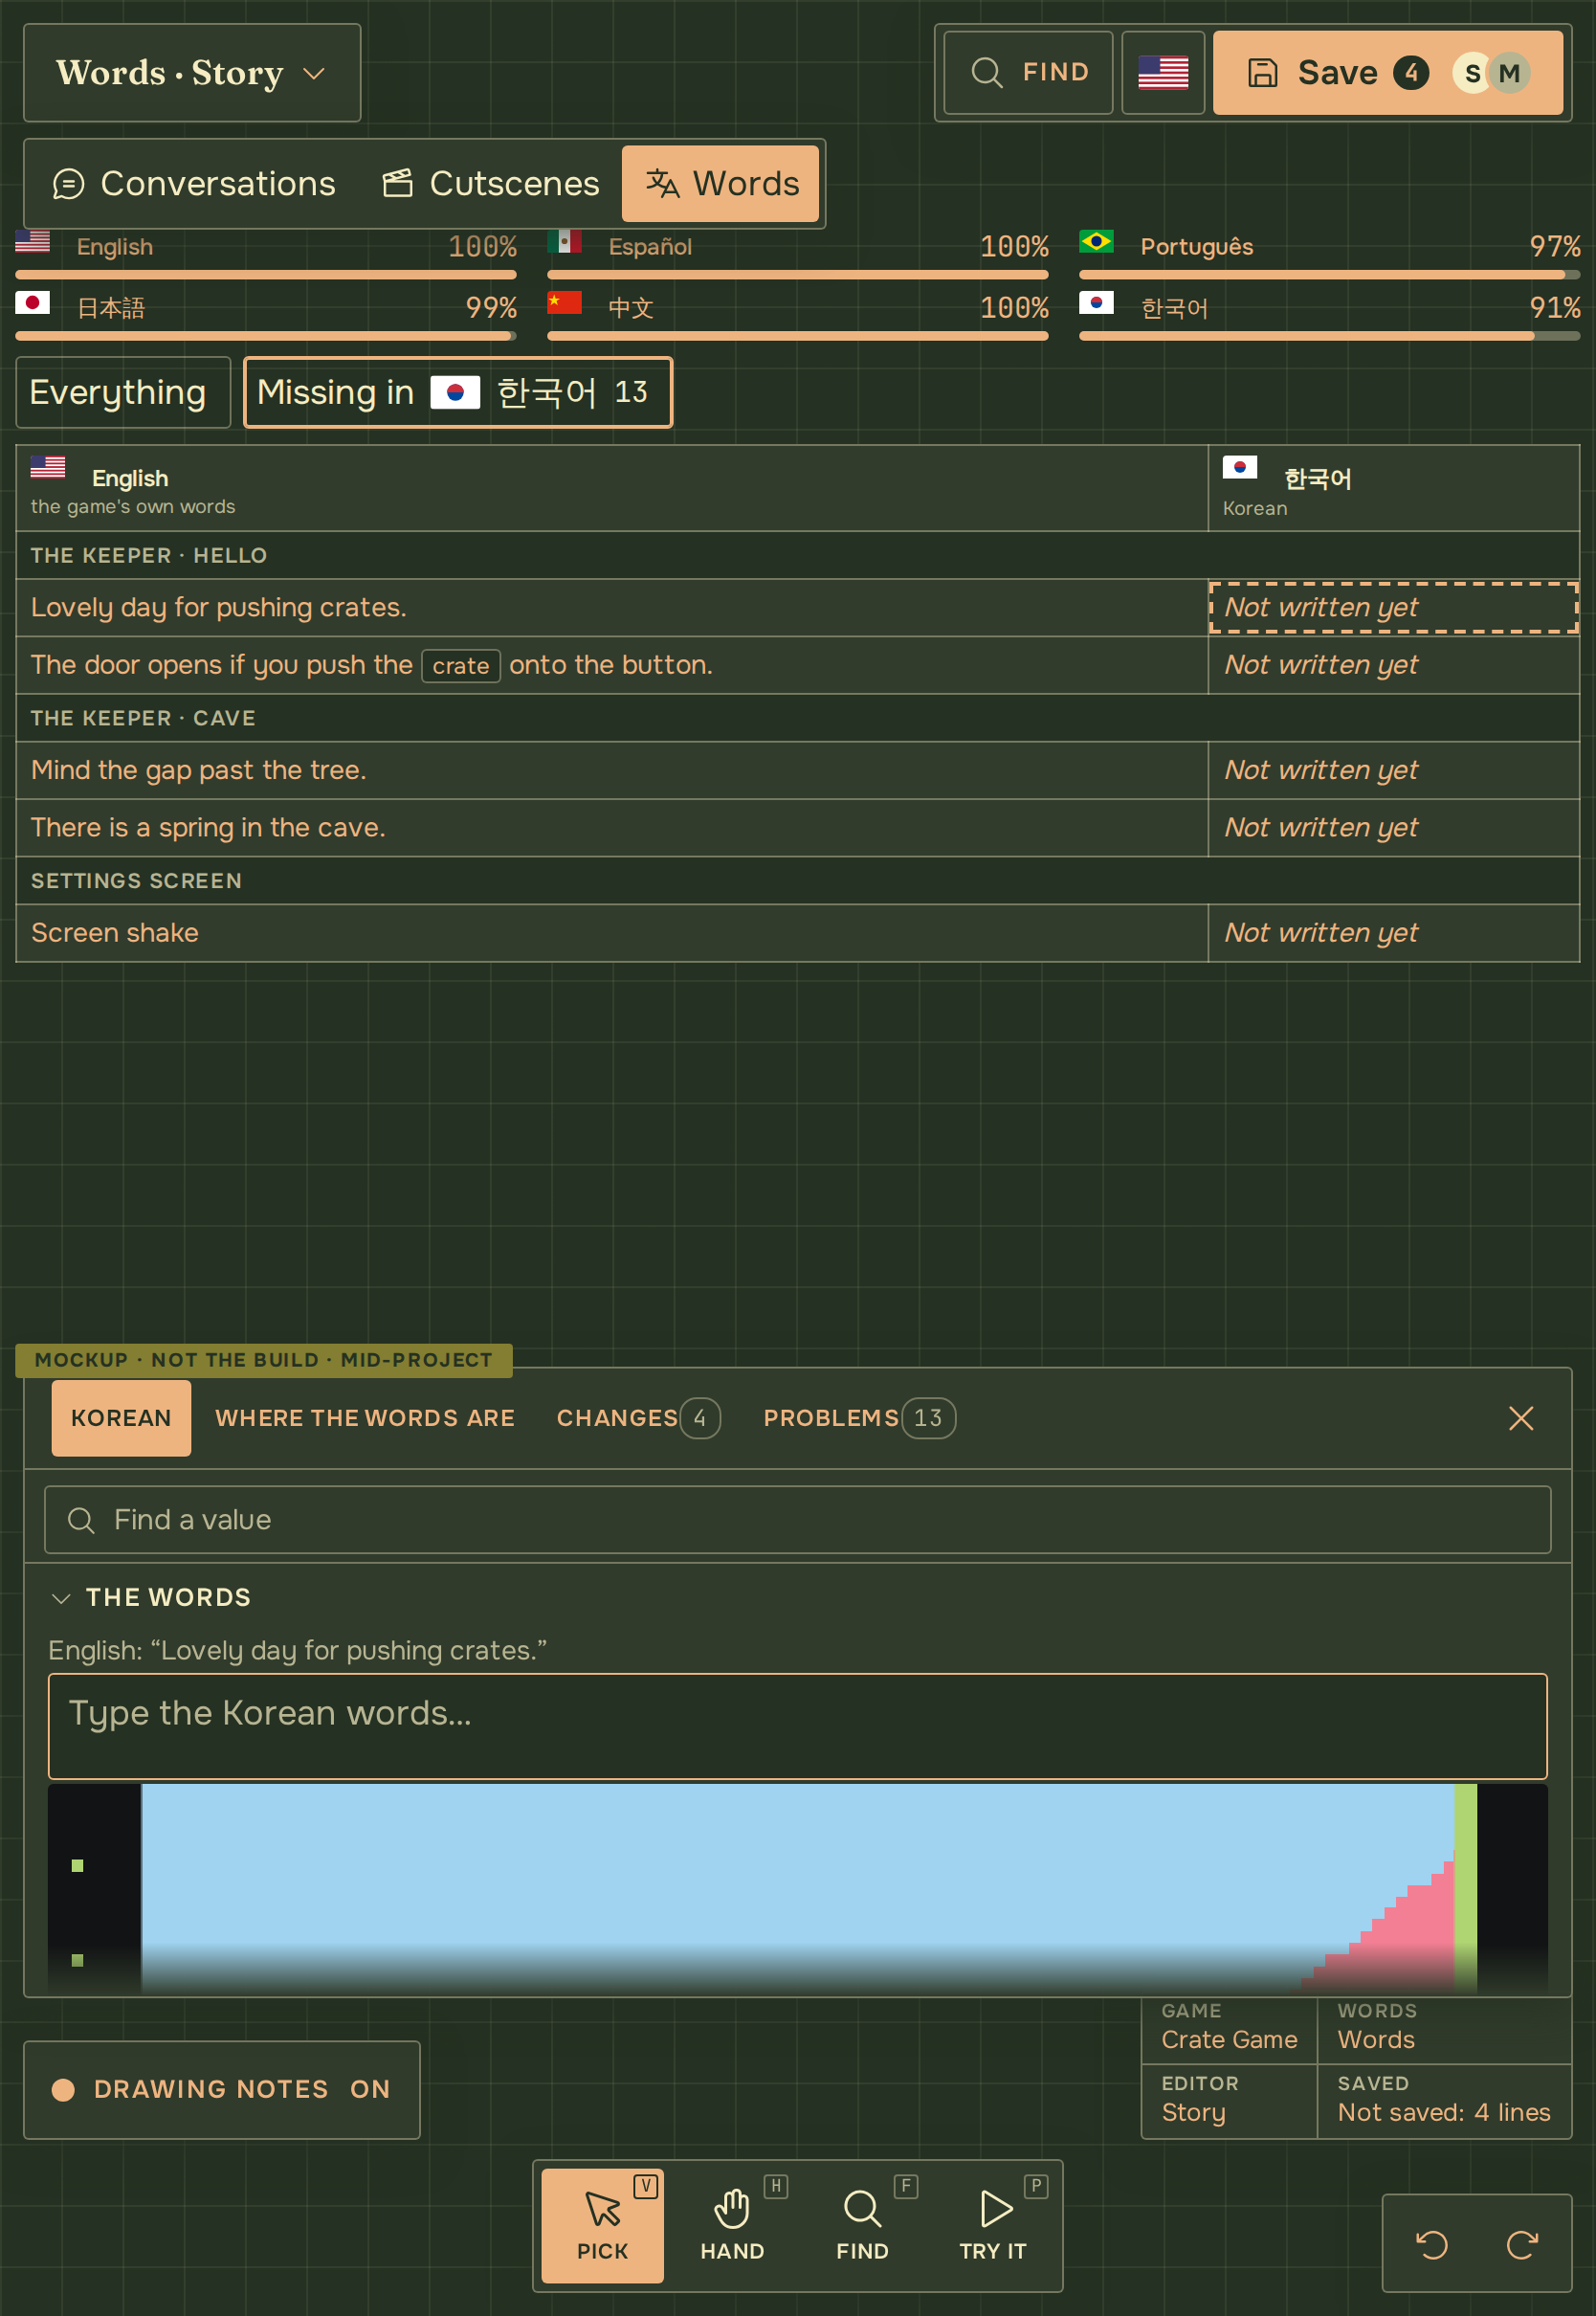 Words · Story
FIND
Save 4 S M
Conversations Cutscenes Words
English 100% Español 100% Português 97%
日本語 99% 中文 100% 한국어 91%
Everything Missing in 한국어 13
English 한국어
the game's own words Korean
THE KEEPER · HELLO
Lovely day for pushing crates. Not written yet
The door opens if you push the crate onto the button. Not written yet
THE KEEPER · CAVE
Mind the gap past the tree. Not written yet
There is a spring in the cave. Not written yet
SETTINGS SCREEN
Screen shake Not written yet
MOCKUP · NOT THE BUILD · MID-PROJECT
KOREAN WHERE THE WORDS ARE CHANGES 4 PROBLEMS 13
Find a value
THE WORDS
English: “Lovely day for pushing crates.”
Type the Korean words...
GAME WORDS
Crate Game Words
EDITOR SAVED
Story Not saved: 4 lines
DRAWING NOTES ON
V H F P
PICK HAND FIND TRY IT